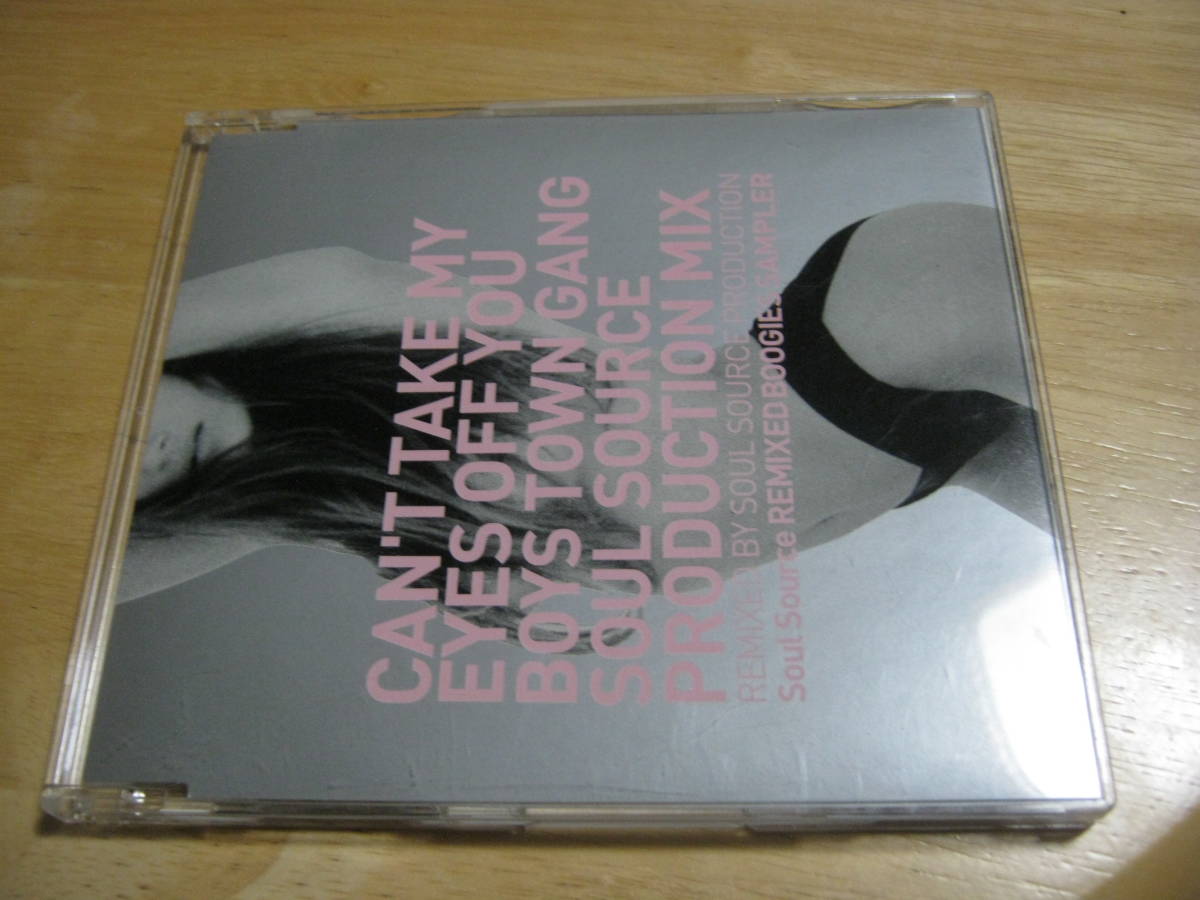 CAN'T TAKE MY
EYES OFF YOU
BOYS TOWN GANG
SOUL SOURCE
PRODUCTION MIX
REMIXED BY SOUL SOURCE PRODUCTION
Soul Source REMIXED BOOGIES SAMPLER